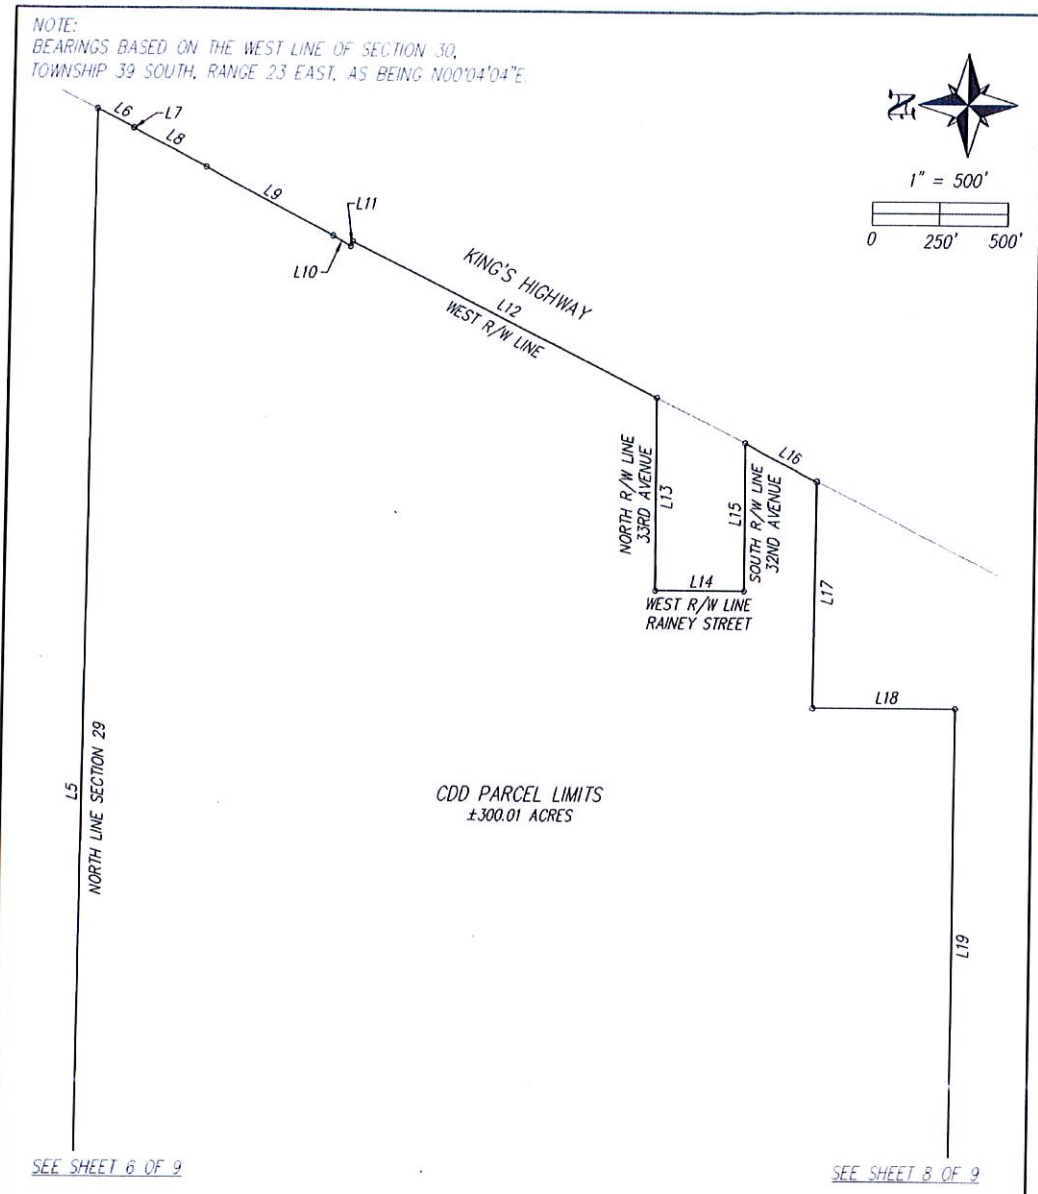 NOTE:
BEARINGS BASED ON THE WEST LINE OF SECTION 30,
TOWNSHIP 39 SOUTH, RANGE 23 EAST, AS BEING N00°04'04"E.
N
1" = 500'
0 250' 500'
L6
L7
L8
L9
L10
L11
KING'S HIGHWAY
L12
WEST R/W LINE
NORTH R/W LINE
33RD AVENUE
L13
L14
WEST R/W LINE
RAINEY STREET
L15
SOUTH R/W LINE
32ND AVENUE
L16
L17
L18
L5
NORTH LINE SECTION 29
CDD PARCEL LIMITS
±300.01 ACRES
L19
SEE SHEET 6 OF 9
SEE SHEET 8 OF 9